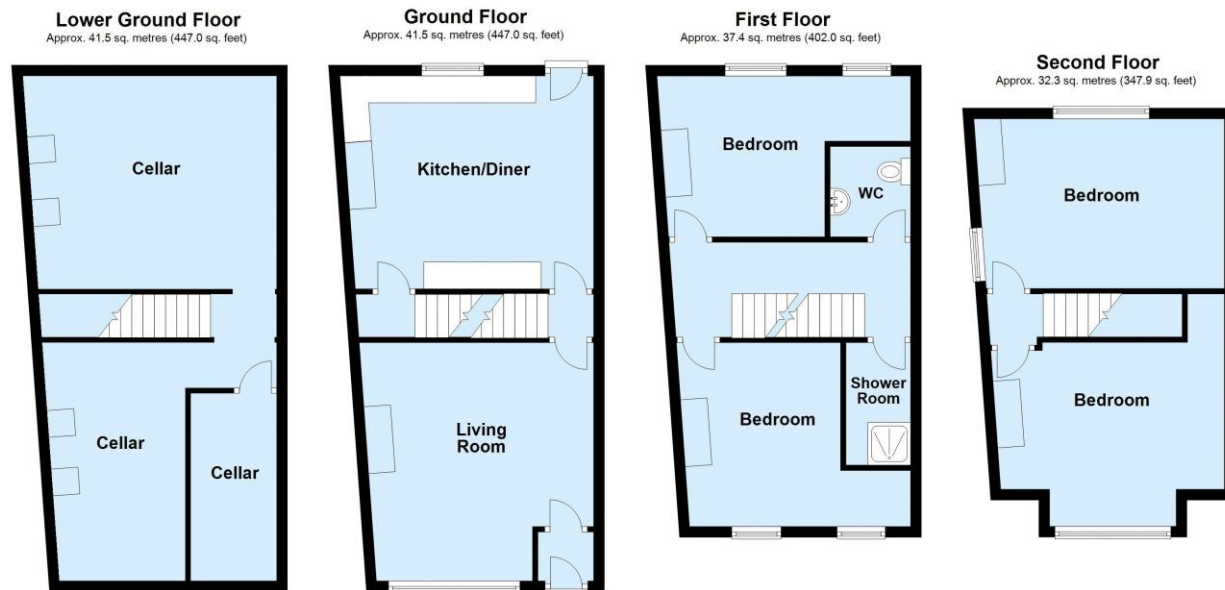 Lower Ground Floor
Approx. 41.5 sq. metres (447.0 sq. feet)
Cellar
Cellar
Cellar
Ground Floor
Approx. 41.5 sq. metres (447.0 sq. feet)
Kitchen/Diner
Living
Room
First Floor
Approx. 37.4 sq. metres (402.0 sq. feet)
Bedroom
WC
Shower
Room
Bedroom
Second Floor
Approx. 32.3 sq. metres (347.9 sq. feet)
Bedroom
Bedroom